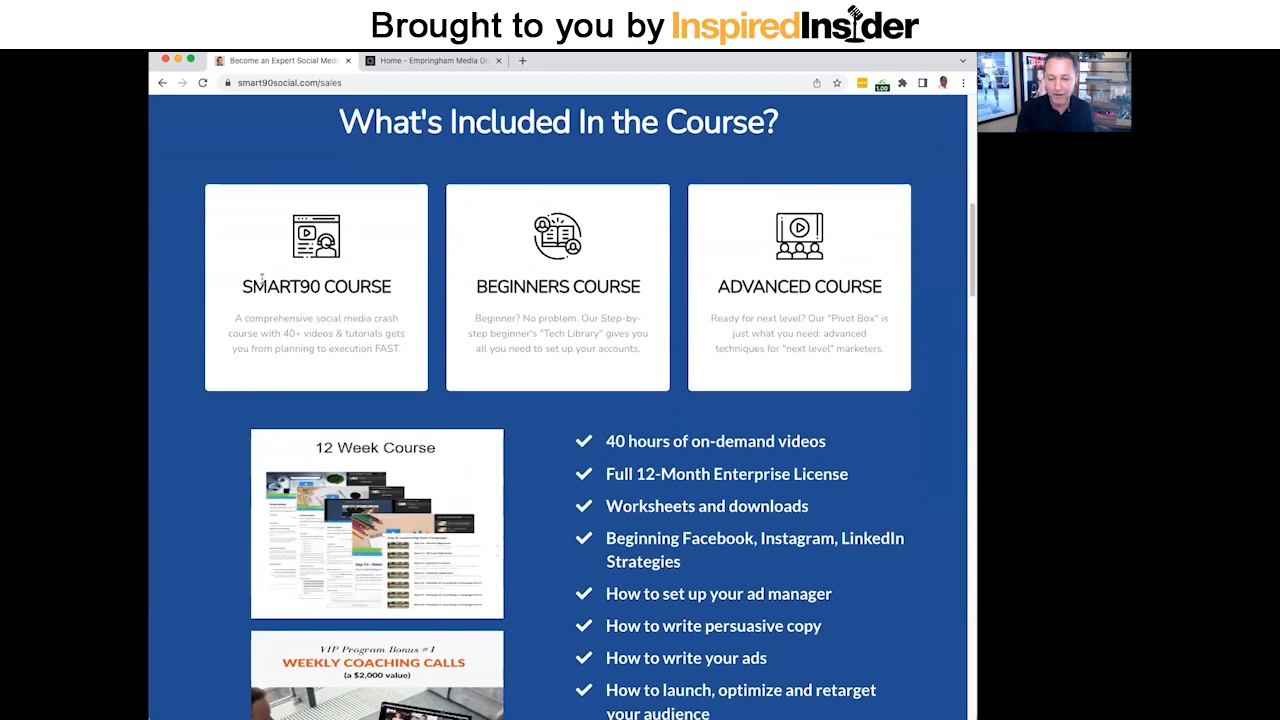 Brought to you by InspiredInsider
Become an Expert Social Medi
Home - Empringham Media Gr
smart90social.com/sales
1.00
What's Included In the Course?
SMART90 COURSE
A comprehensive social media crash
course with 40+ videos & tutorials gets
you from planning to execution FAST.
BEGINNERS COURSE
Beginner? No problem. Our Step-by-
step beginner's "Tech Library" gives you
all you need to set up your accounts.
ADVANCED COURSE
Ready for next level? Our "Pivot Box" is
just what you need: advanced
techniques for "next level" marketers.
12 Week Course
VIP Program Bonus #1
WEEKLY COACHING CALLS
(a $2,000 value)
40 hours of on-demand videos
Full 12-Month Enterprise License
Worksheets and downloads
Beginning Facebook, Instagram, LinkedIn
Strategies
How to set up your ad manager
How to write persuasive copy
How to write your ads
How to launch, optimize and retarget
your audience